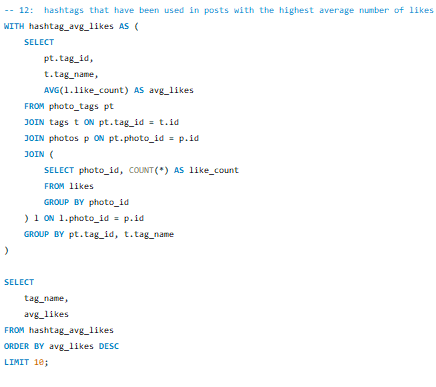 -- 12:  hashtags that have been used in posts with the highest average number of likes
WITH hashtag_avg_likes AS (
    SELECT
        pt.tag_id,
        t.tag_name,
        AVG(l.like_count) AS avg_likes
    FROM photo_tags pt
    JOIN tags t ON pt.tag_id = t.id
    JOIN photos p ON pt.photo_id = p.id
    JOIN (
        SELECT photo_id, COUNT(*) AS like_count
        FROM likes
        GROUP BY photo_id
    ) l ON l.photo_id = p.id
    GROUP BY pt.tag_id, t.tag_name
)

SELECT
    tag_name,
    avg_likes
FROM hashtag_avg_likes
ORDER BY avg_likes DESC
LIMIT 10;